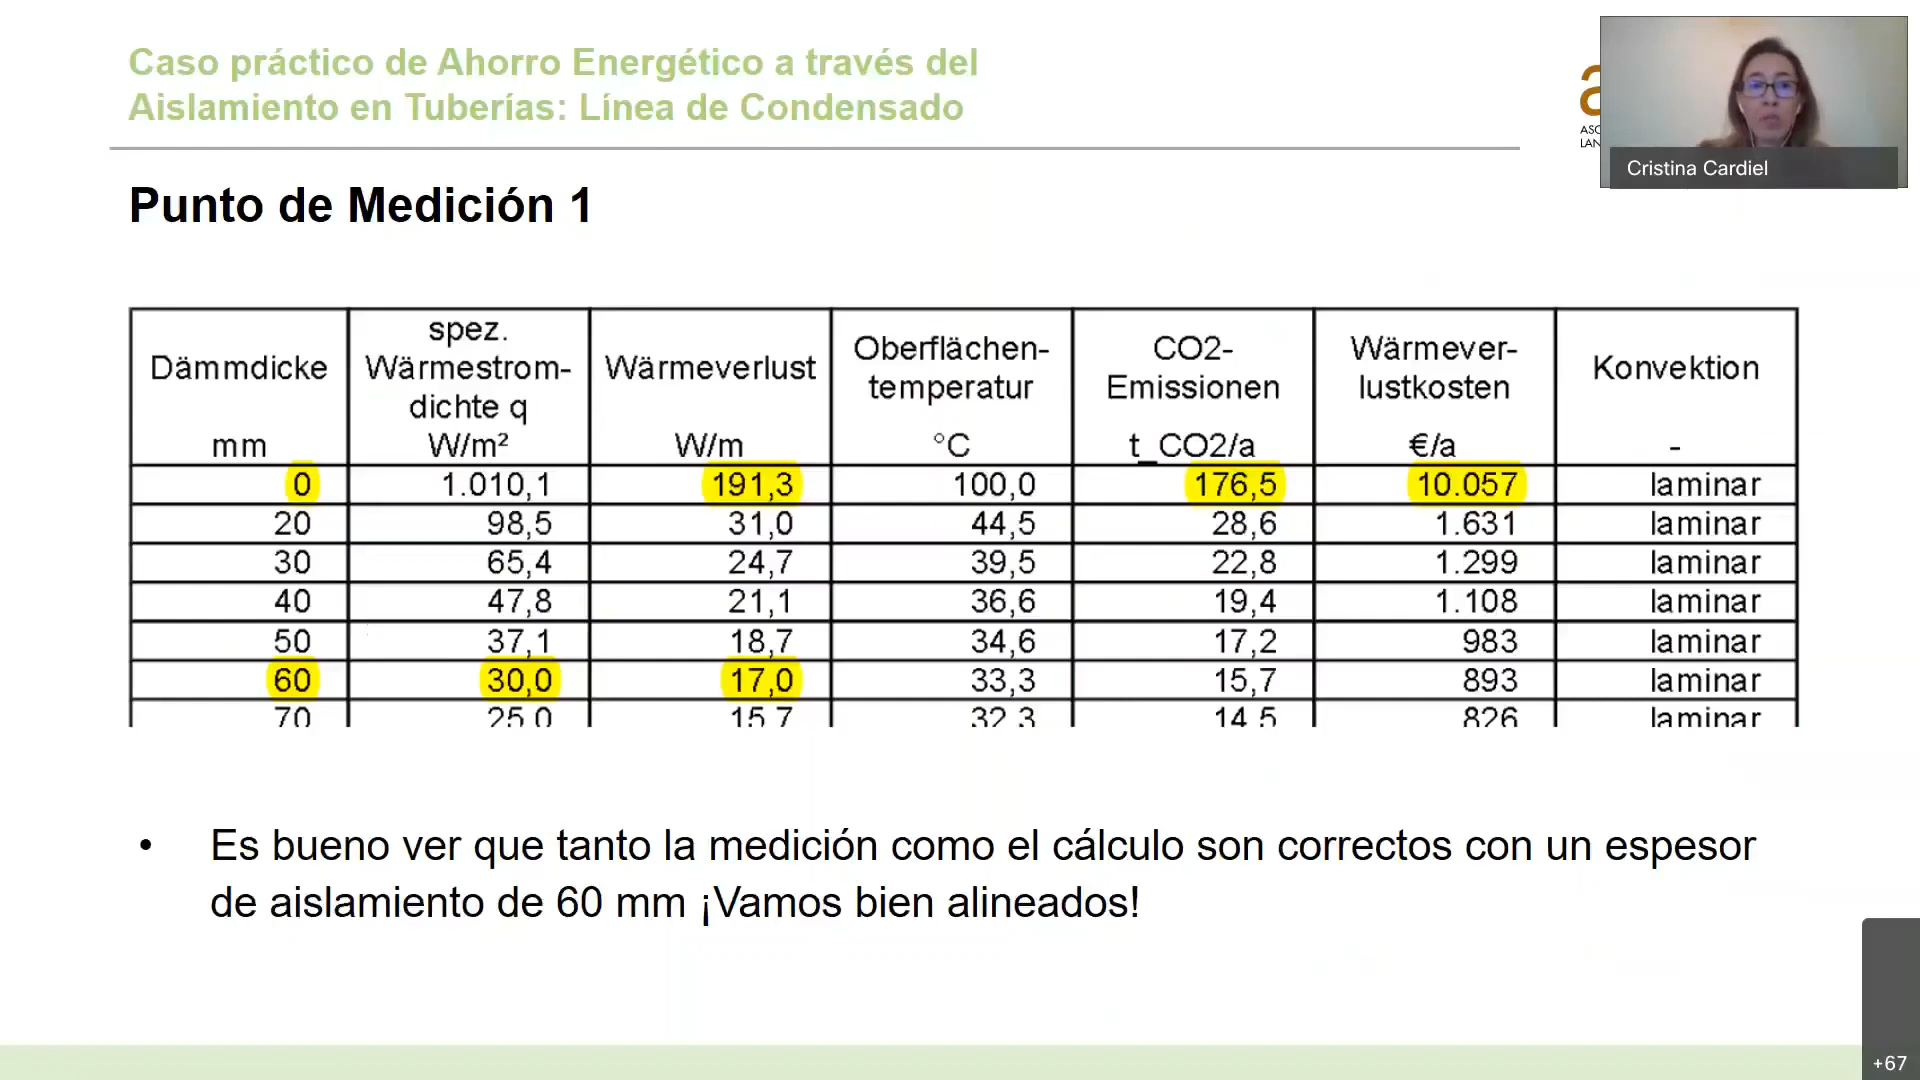 Caso práctico de Ahorro Energético a través del
Aislamiento en Tuberías: Línea de Condensado
Cristina Cardiel
Punto de Medición 1
Dämmdicke mm | spez. Wärmestrom-dichte q W/m² | Wärmeverlust W/m | Oberflächen-temperatur °C | CO2-Emissionen t_CO2/a | Wärmever-lustkosten €/a | Konvektion -
0 1.010,1 191,3 100,0 176,5 10.057 laminar
20 98,5 31,0 44,5 28,6 1.631 laminar
30 65,4 24,7 39,5 22,8 1.299 laminar
40 47,8 21,1 36,6 19,4 1.108 laminar
50 37,1 18,7 34,6 17,2 983 laminar
60 30,0 17,0 33,3 15,7 893 laminar
70 25,0 15,7 32,3 14,5 826 laminar
• Es bueno ver que tanto la medición como el cálculo son correctos con un espesor
de aislamiento de 60 mm ¡Vamos bien alineados!
+67